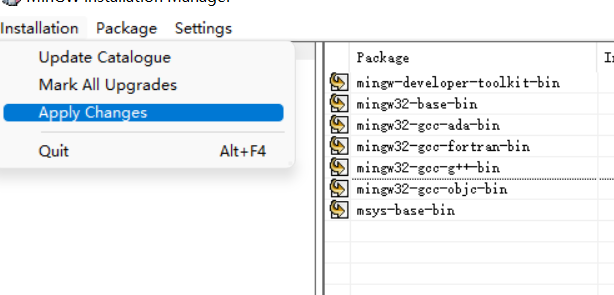 MinGW Installation Manager
Installation Package Settings
Update Catalogue
Mark All Upgrades
Apply Changes
Quit Alt+F4
Package
mingw-developer-toolkit-bin
mingw32-base-bin
mingw32-gcc-ada-bin
mingw32-gcc-fortran-bin
mingw32-gcc-g++-bin
mingw32-gcc-objc-bin
msys-base-bin